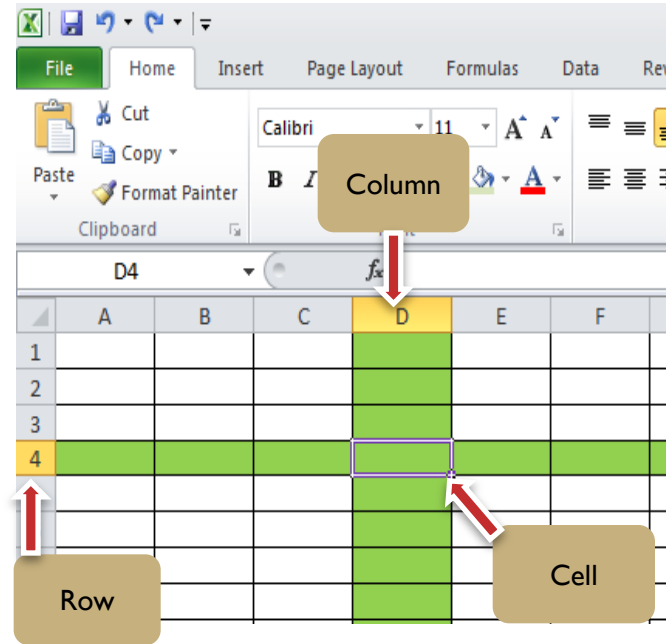 File Home Insert Page Layout Formulas Data
Cut
Calibri 11 A A
Copy
Paste
B I A
Column
Format Painter
Clipboard
D4 fx
A B C D E F
1
2
3
4
Cell
Row